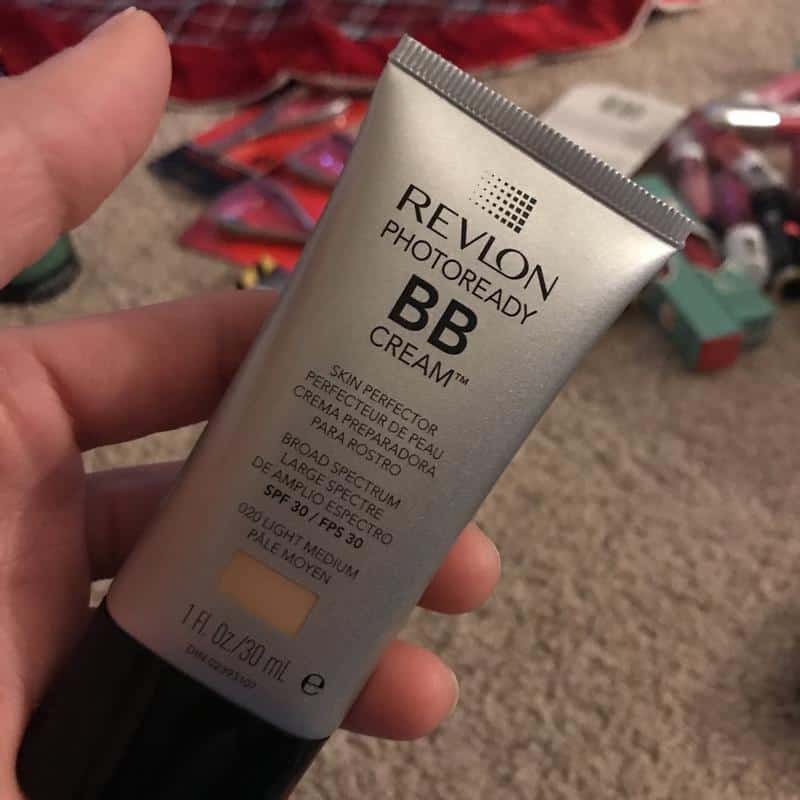 REVLON
PHOTOREADY
BB
CREAM™
SKIN PERFECTOR
PERFECTEUR DE PEAU
CREMA PREPARADORA
PARA ROSTRO
BROAD SPECTRUM
LARGE SPECTRE
DE AMPLIO ESPECTRO
SPF 30 / FPS 30
020 LIGHT MEDIUM
PÂLE MOYEN
1 fl. Oz/30 mL e
DIN